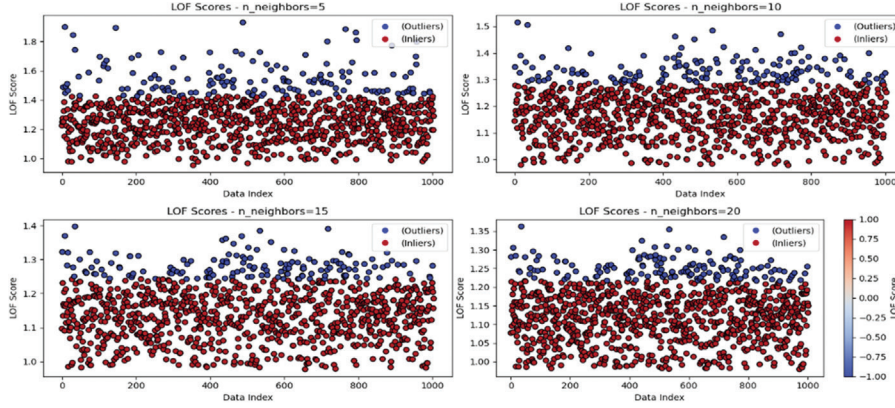 LOF Scores - n_neighbors=5
LOF Score
1.8
1.6
1.4
1.2
1.0
(Outliers)
(Inliers)
0
200
400
600
800
1000
Data Index
LOF Scores - n_neighbors=10
LOF Score
1.5
1.4
1.3
1.2
1.1
1.0
(Outliers)
(Inliers)
0
200
400
600
800
1000
Data Index
LOF Scores - n_neighbors=15
LOF Score
1.4
1.3
1.2
1.1
1.0
(Outliers)
(Inliers)
0
200
400
600
800
1000
Data Index
LOF Scores - n_neighbors=20
LOF Score
1.35
1.30
1.25
1.20
1.15
1.10
1.05
1.00
(Outliers)
(Inliers)
0
200
400
600
800
1000
Data Index
1.00
0.75
0.50
0.25
0.00
−0.25
−0.50
−0.75
−1.00
LOF Score